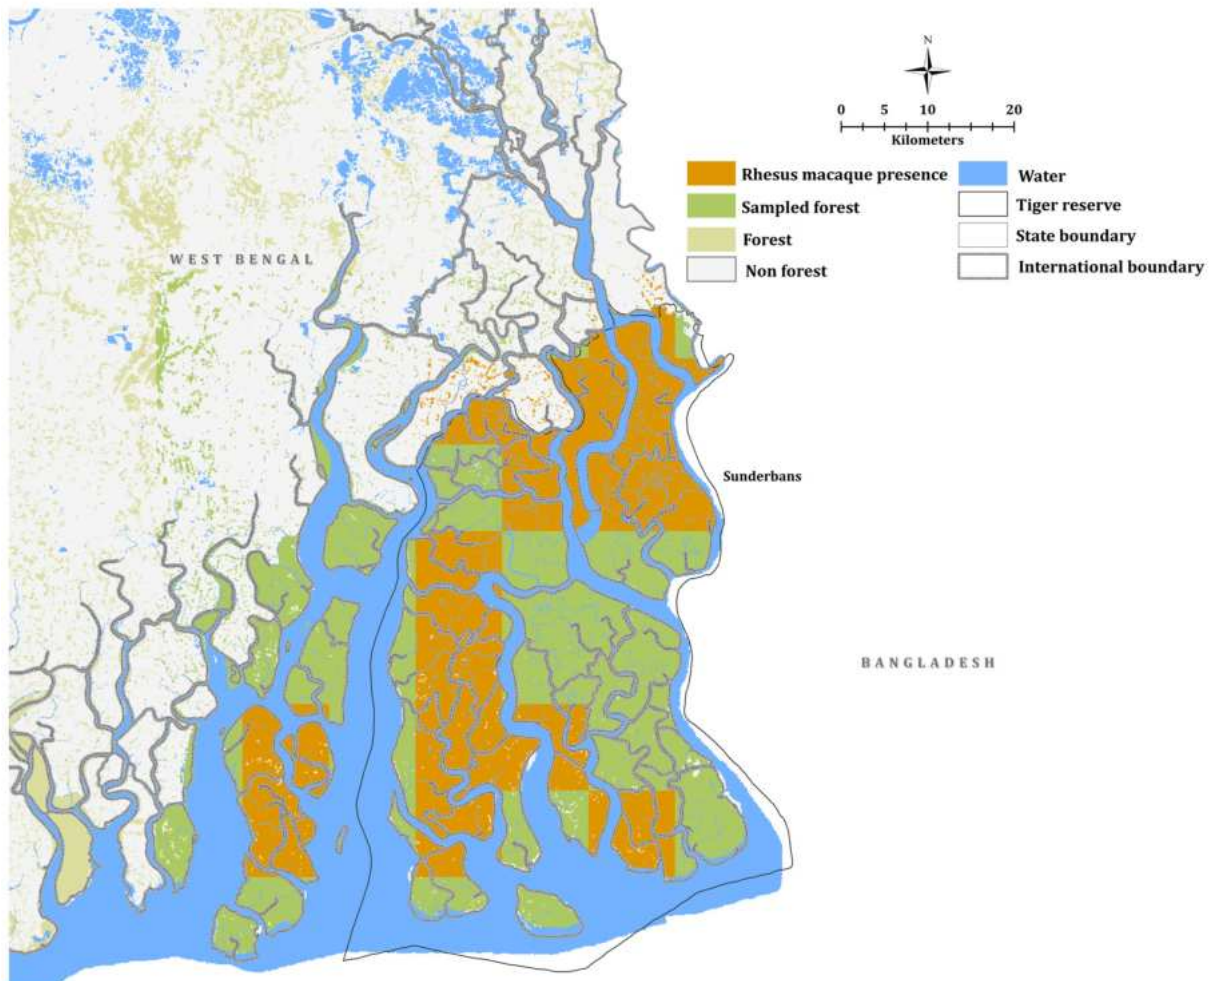 N
0 5 10 20
Kilometers
Rhesus macaque presence
Water
Sampled forest
Tiger reserve
Forest
State boundary
Non forest
International boundary
WEST BENGAL
Sunderbans
BANGLADESH